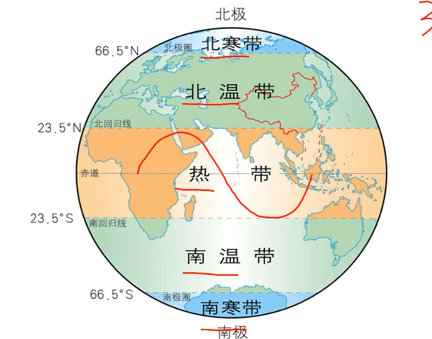 北极
66.5°N
北极圈
北寒带
北温带
23.5°N
北回归线
赤道
热带
23.5°S
南回归线
南温带
66.5°S
南极圈
南寒带
南极